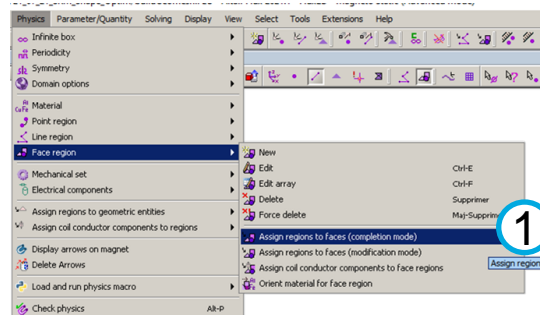 Physics Parameter/Quantity Solving Display View Select Tools Extensions Help
Infinite box
Periodicity
Symmetry
Domain options
Material
Point region
Line region
Face region
New
Mechanical set
Edit Ctrl-E
Electrical components
Edit array Ctrl-F
Delete Supprimer
Assign regions to geometric entities
Force delete Maj-Supprime
Assign coil conductor components to regions
Assign regions to faces (completion mode)
1
Display arrows on magnet
Assign regions to faces (modification mode)
Assign region
Delete Arrows
Assign coil conductor components to face regions
Load and run physics macro
Orient material for face region
Check physics Alt-P